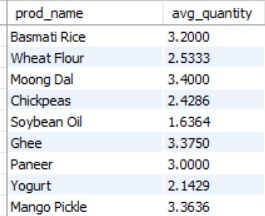 prod_name avg_quantity
Basmati Rice 3.2000
Wheat Flour 2.5333
Moong Dal 3.4000
Chickpeas 2.4286
Soybean Oil 1.6364
Ghee 3.3750
Paneer 3.0000
Yogurt 2.1429
Mango Pickle 3.3636